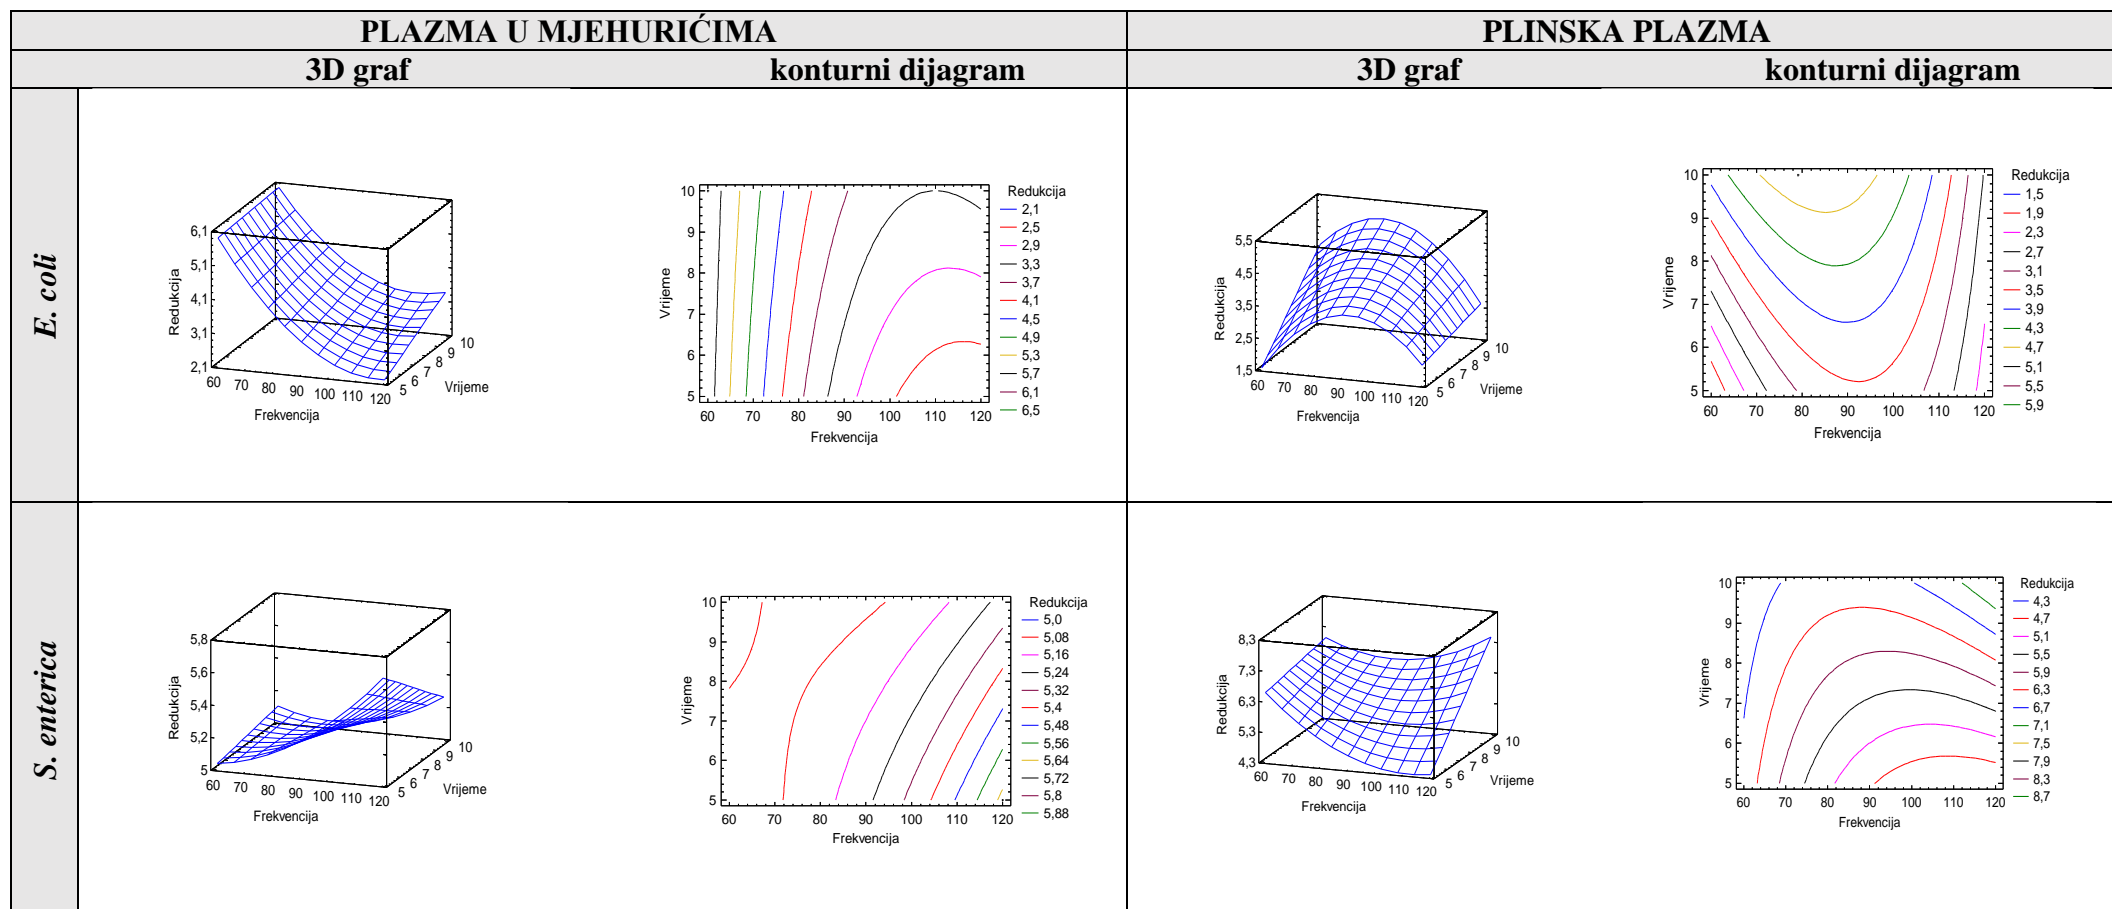 PLAZMA U MJEHURIĆIMA
PLINSKA PLAZMA
3D graf
konturni dijagram
3D graf
konturni dijagram
E. coli
6,1
5,1
4,1
3,1
2,1
Redukcija
60 70 80 90 100 110 120
Frekvencija
5 6 7 8 9 10
Vrijeme
10
9
8
7
6
5
Vrijeme
60 70 80 90 100 110 120
Frekvencija
Redukcija
2,1
2,5
2,9
3,3
3,7
4,1
4,5
4,9
5,3
5,7
6,1
6,5
5,5
4,5
3,5
2,5
1,5
Redukcija
60 70 80 90 100 110 120
Frekvencija
5 6 7 8 9 10
Vrijeme
10
9
8
7
6
5
Vrijeme
60 70 80 90 100 110 120
Frekvencija
Redukcija
1,5
1,9
2,3
2,7
3,1
3,5
3,9
4,3
4,7
5,1
5,5
5,9
S. enterica
5,8
5,6
5,4
5,2
5
Redukcija
60 70 80 90 100 110 120
Frekvencija
5 6 7 8 9 10
Vrijeme
10
9
8
7
6
5
Vrijeme
60 70 80 90 100 110 120
Frekvencija
Redukcija
5,0
5,08
5,16
5,24
5,32
5,4
5,48
5,56
5,64
5,72
5,8
5,88
8,3
7,3
6,3
5,3
4,3
Redukcija
60 70 80 90 100 110 120
Frekvencija
5 6 7 8 9 10
Vrijeme
10
9
8
7
6
5
Vrijeme
60 70 80 90 100 110 120
Frekvencija
Redukcija
4,3
4,7
5,1
5,5
5,9
6,3
6,7
7,1
7,5
7,9
8,3
8,7